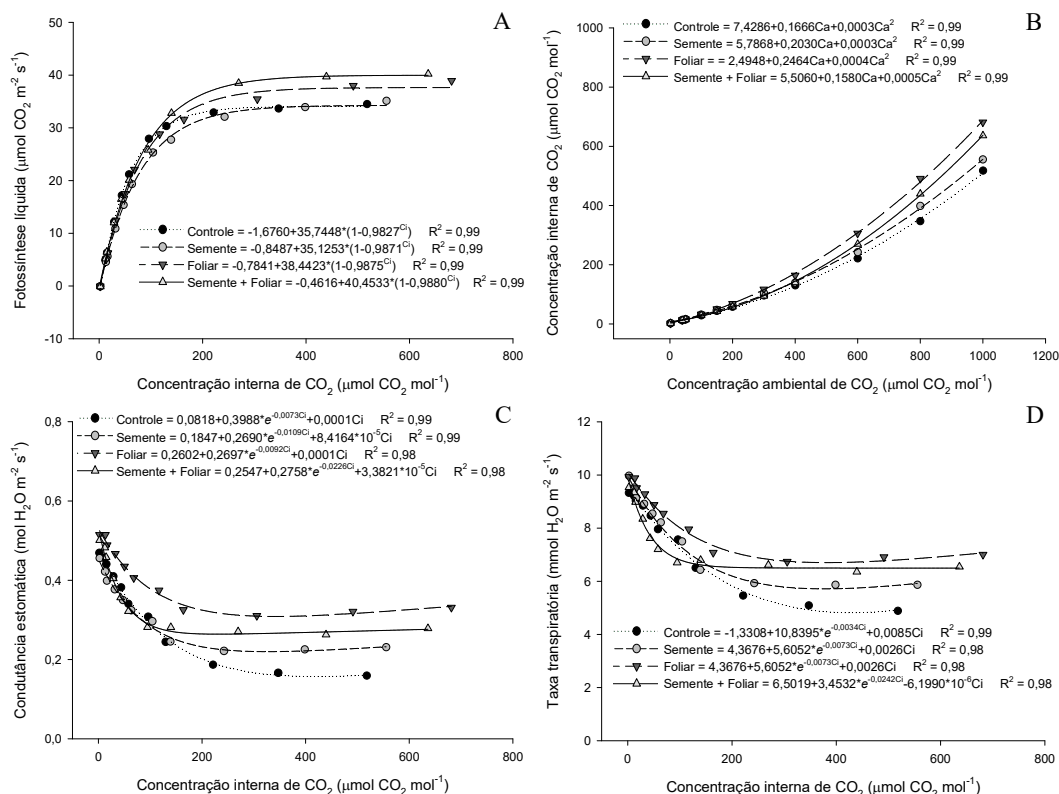 A
50
40
30
20
10
0
-10
Fotossíntese líquida (μmol CO₂ m⁻² s⁻¹)
Controle = -1,6760+35,7448*(1-0,9827^Ci) R² = 0,99
Semente = -0,8487+35,1253*(1-0,9871^Ci) R² = 0,99
Foliar = -0,7841+38,4423*(1-0,9875^Ci) R² = 0,99
Semente + Foliar = -0,4616+40,4533*(1-0,9880^Ci) R² = 0,99
0 200 400 600 800
Concentração interna de CO₂ (μmol CO₂ mol⁻¹)
B
1000
800
600
400
200
0
Concentração interna de CO₂ (μmol CO₂ mol⁻¹)
Controle = 7,4286+0,1666Ca+0,0003Ca² R² = 0,99
Semente = 5,7868+0,2030Ca+0,0003Ca² R² = 0,99
Foliar = = 2,4948+0,2464Ca+0,0004Ca² R² = 0,99
Semente + Foliar = 5,5060+0,1580Ca+0,0005Ca² R² = 0,99
0 200 400 600 800 1000 1200
Concentração ambiental de CO₂ (μmol CO₂ mol⁻¹)
C
0,8
0,6
0,4
0,2
0,0
Condutância estomática (mol H₂O m⁻² s⁻¹)
Controle = 0,0818+0,3988*e^-0,0073Ci+0,0001Ci R² = 0,99
Semente = 0,1847+0,2690*e^-0,0109Ci+8,4164*10⁻⁵Ci R² = 0,99
Foliar = 0,2602+0,2697*e^-0,0092Ci+0,0001Ci R² = 0,98
Semente + Foliar = 0,2547+0,2758*e^-0,0226Ci+3,3821*10⁻⁵Ci R² = 0,98
0 200 400 600 800
Concentração interna de CO₂ (μmol CO₂ mol⁻¹)
D
12
10
8
6
4
2
0
Taxa transpiratória (mmol H₂O m⁻² s⁻¹)
Controle = -1,3308+10,8395*e^-0,0034Ci+0,0085Ci R² = 0,99
Semente = 4,3676+5,6052*e^-0,0073Ci+0,0026Ci R² = 0,98
Foliar = 4,3676+5,6052*e^-0,0073Ci+0,0026Ci R² = 0,98
Semente + Foliar = 6,5019+3,4532*e^-0,0242Ci-6,1990*10⁻⁶Ci R² = 0,98
0 200 400 600 800
Concentração interna de CO₂ (μmol CO₂ mol⁻¹)